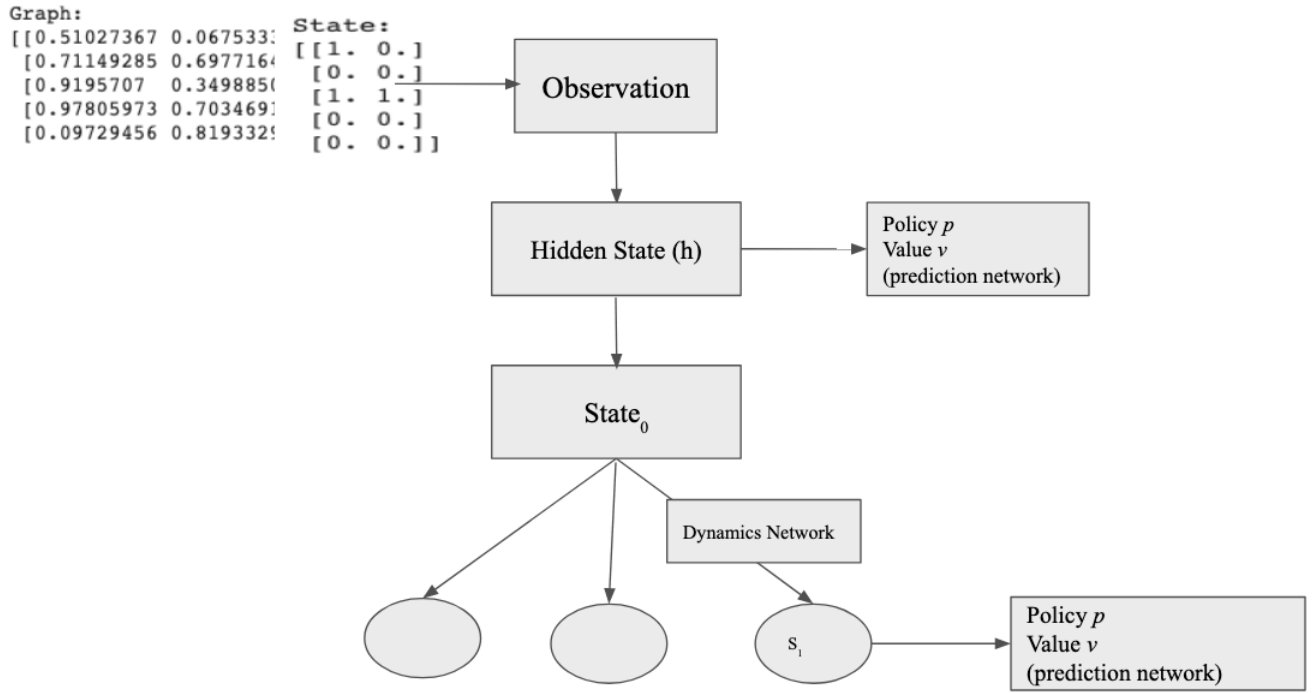 Graph:
[[0.51027367 0.0675333
[0.71149285 0.697716
[0.9195707 0.349885
[0.97805973 0.703469
[0.09729456 0.819332
State:
[[1. 0.]
[0. 0.]
[1. 1.]
[0. 0.]
[0. 0.]]
Observation
Hidden State (h)
Policy p
Value v
(prediction network)
State₀
Dynamics Network
S₁
Policy p
Value v
(prediction network)